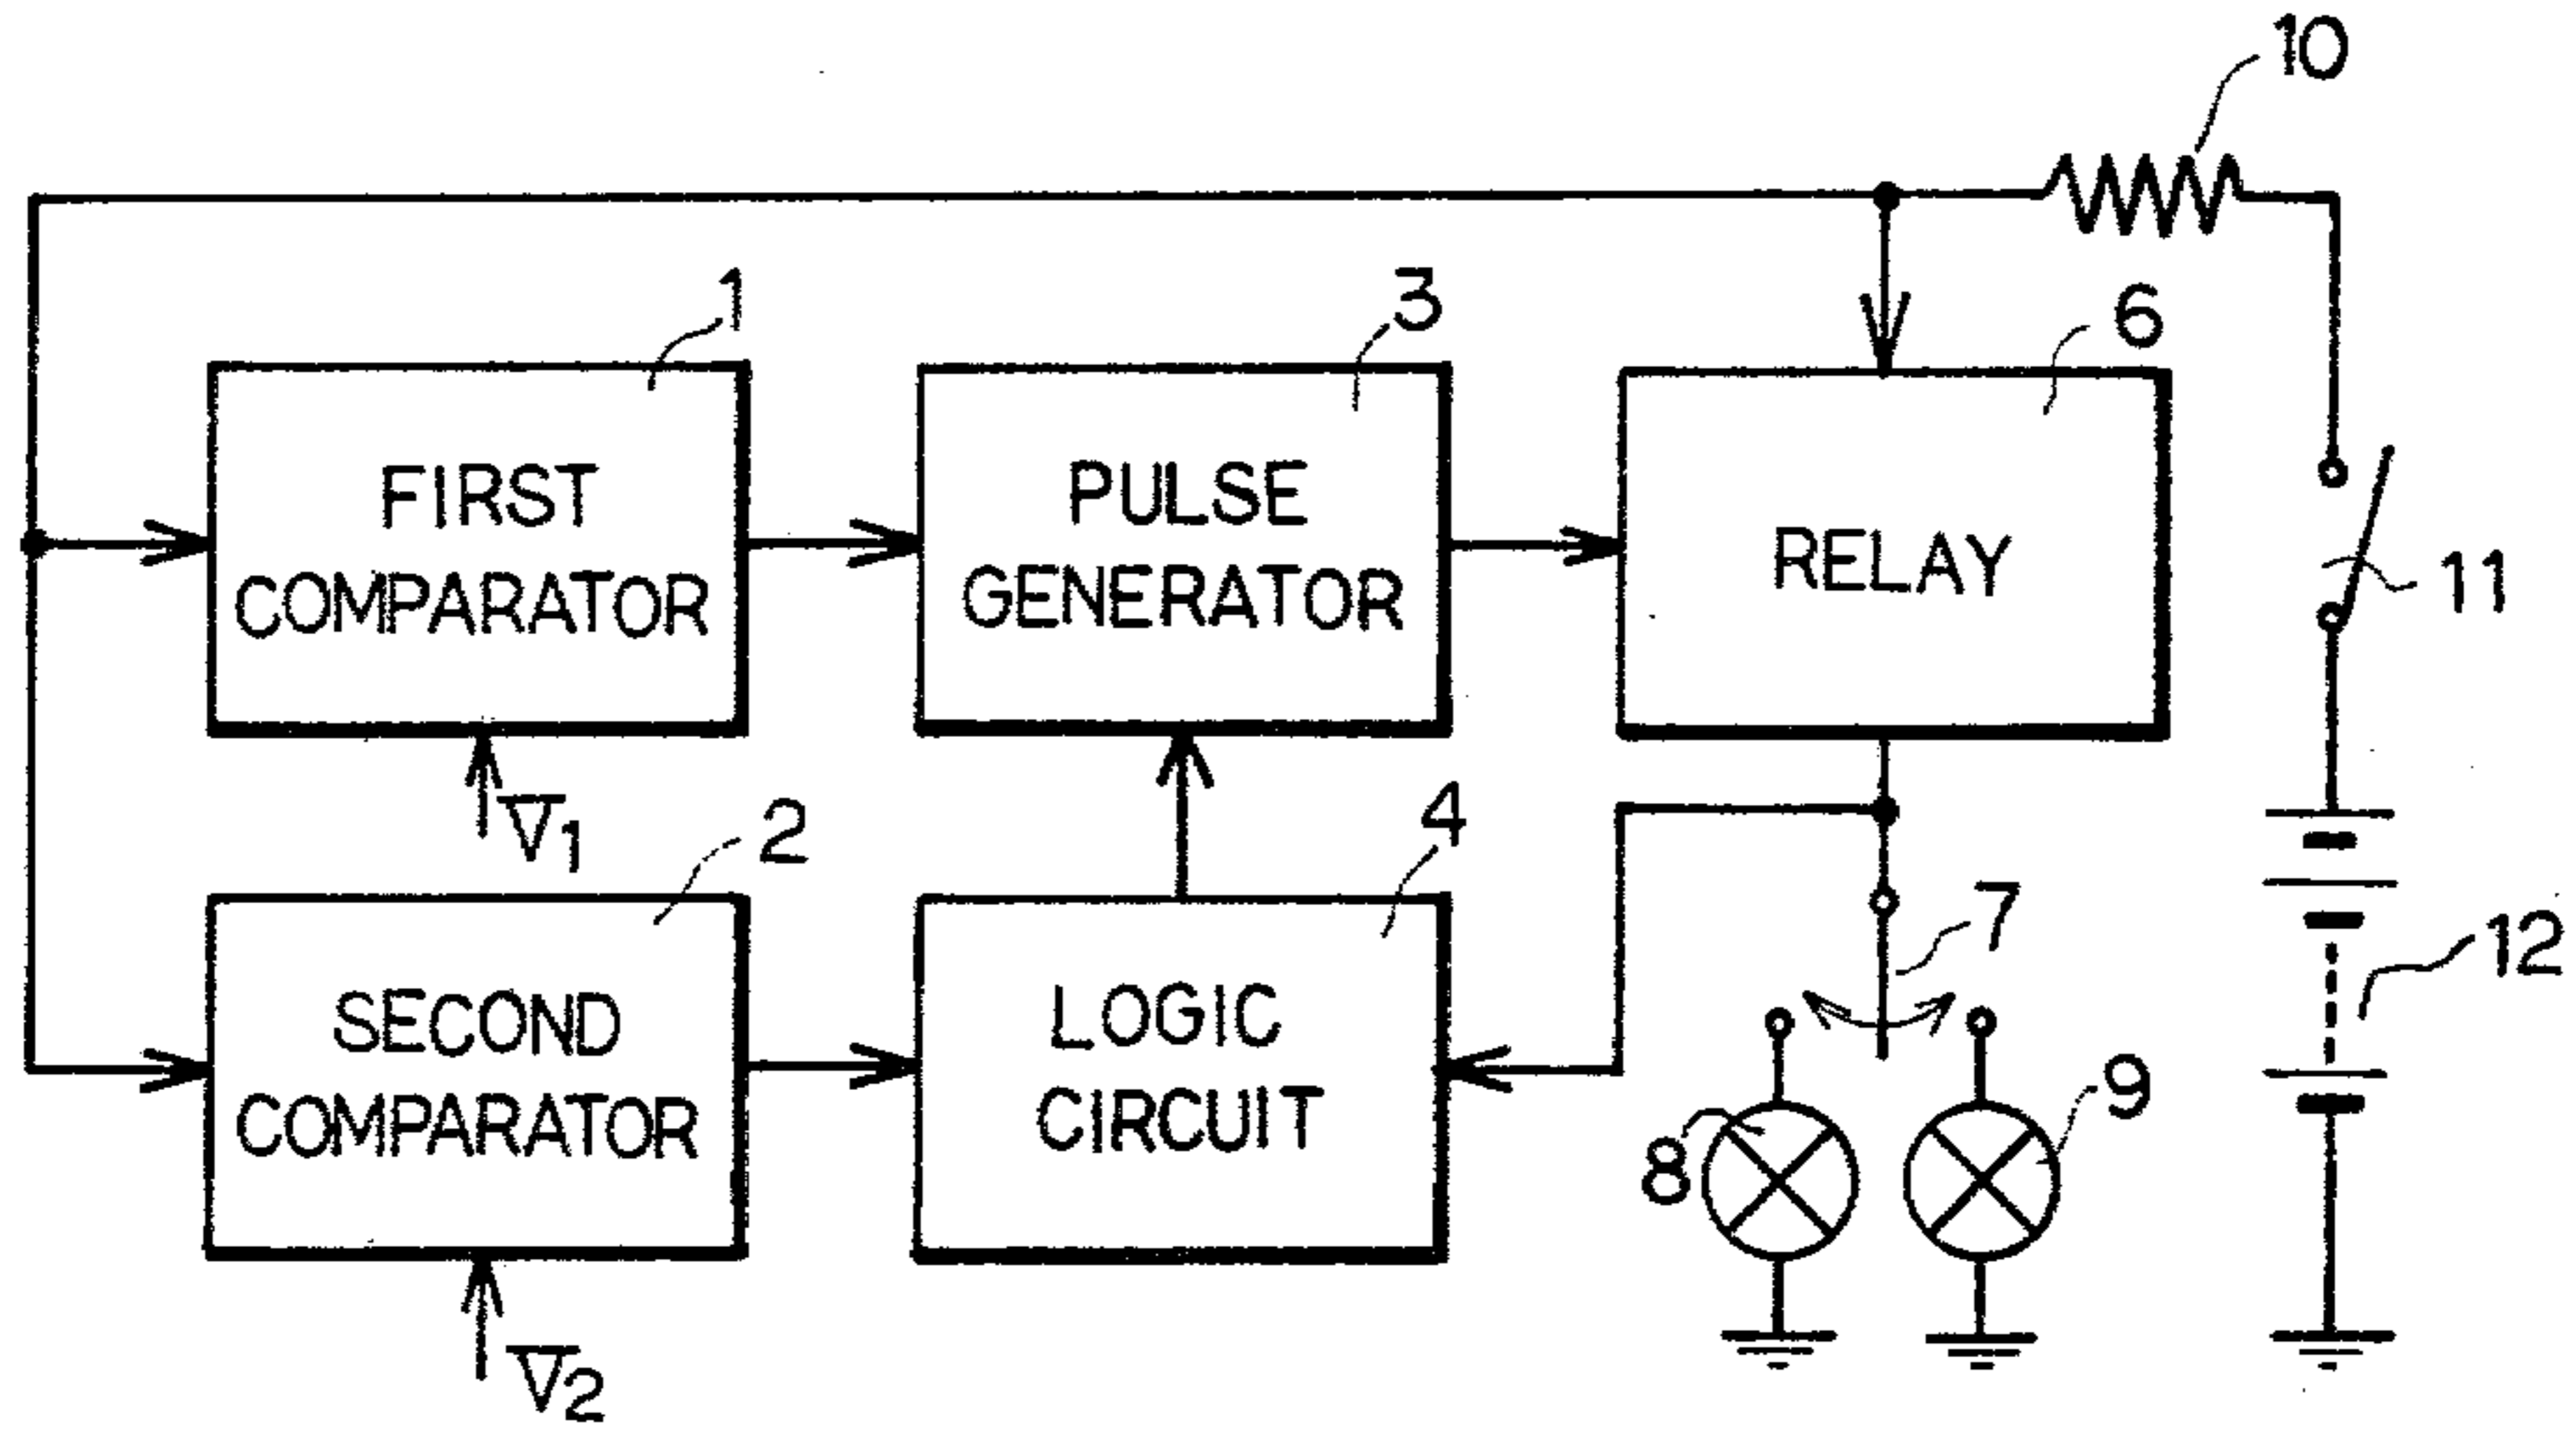 10
1
3
6
FIRST
COMPARATOR
PULSE
GENERATOR
RELAY
11
V1
2
4
7
12
SECOND
COMPARATOR
LOGIC
CIRCUIT
8
9
V2